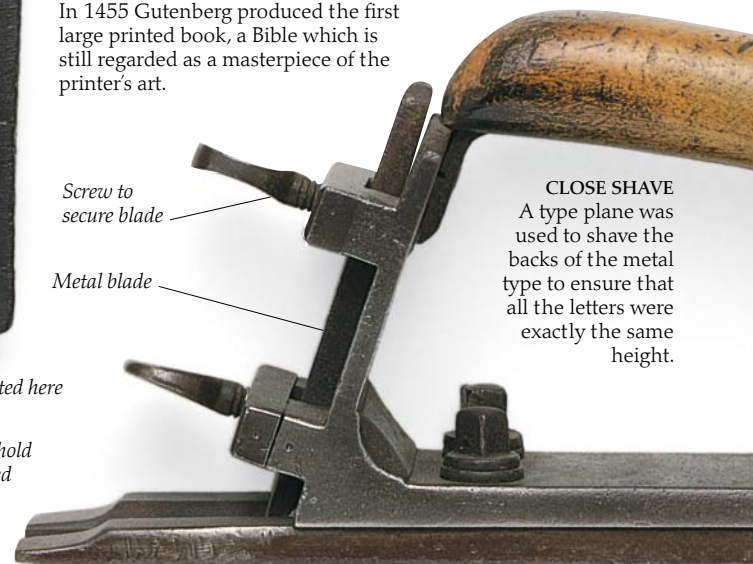 In 1455 Gutenberg produced the first
large printed book, a Bible which is
still regarded as a masterpiece of the
printer's art.
Screw to
secure blade
Metal blade
CLOSE SHAVE
A type plane was
used to shave the
backs of the metal
type to ensure that
all the letters were
exactly the same
height.
here